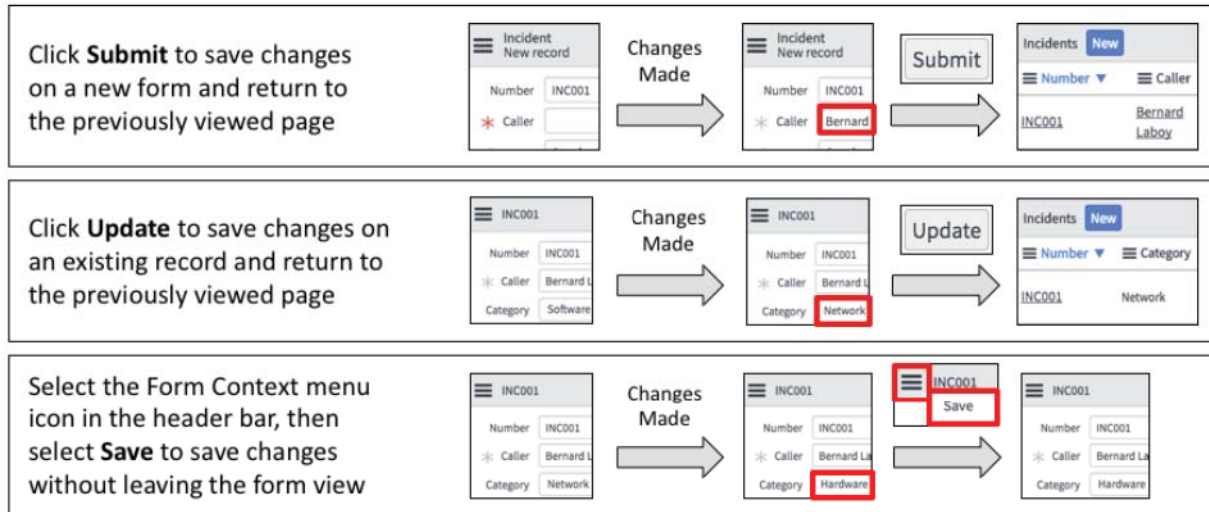 Click Submit to save changes
on a new form and return to
the previously viewed page
Incident
New record
Number INC001
* Caller
Changes
Made
Incident
New record
Number INC001
* Caller Bernard
Submit
Incidents New
Number ▼ Caller
INC001 Bernard
Laboy
Click Update to save changes on
an existing record and return to
the previously viewed page
INC001
Number INC001
* Caller Bernard L
Category Software
Changes
Made
INC001
Number INC001
* Caller Bernard L
Category Network
Update
Incidents New
Number ▼ Category
INC001 Network
Select the Form Context menu
icon in the header bar, then
select Save to save changes
without leaving the form view
INC001
Number INC001
* Caller Bernard L
Category Network
Changes
Made
INC001
Number INC001
* Caller Bernard La
Category Hardware
INC001
Save
INC001
Number INC001
* Caller Bernard La
Category Hardware